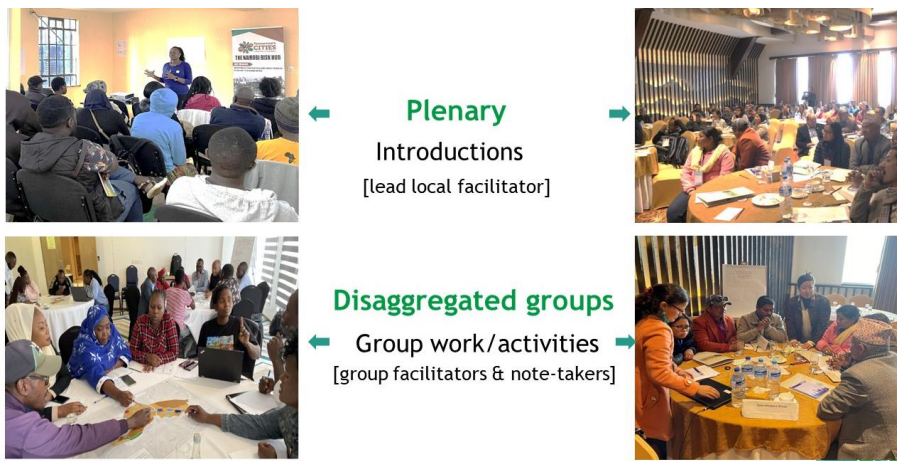 CITIES
THE NAIROBI RISK HUB
Plenary
Introductions
[lead local facilitator]
Disaggregated groups
Group work/activities
[group facilitators & note-takers]